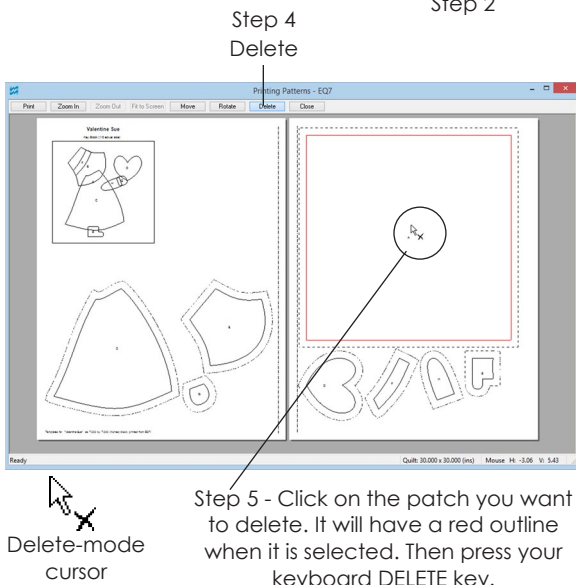 Step 2
Step 4
Delete
Printing Patterns - EQ7
Print Zoom In Zoom Out Fit to Screen Move Rotate Delete Close
Valentine Sue
C
A
Ready
Quilt: 30.000 x 30.000 (ins) Mouse H: -3.06 V: 5.43
Delete-mode
cursor
Step 5 - Click on the patch you want
to delete. It will have a red outline
when it is selected. Then press your
keyboard DELETE key.